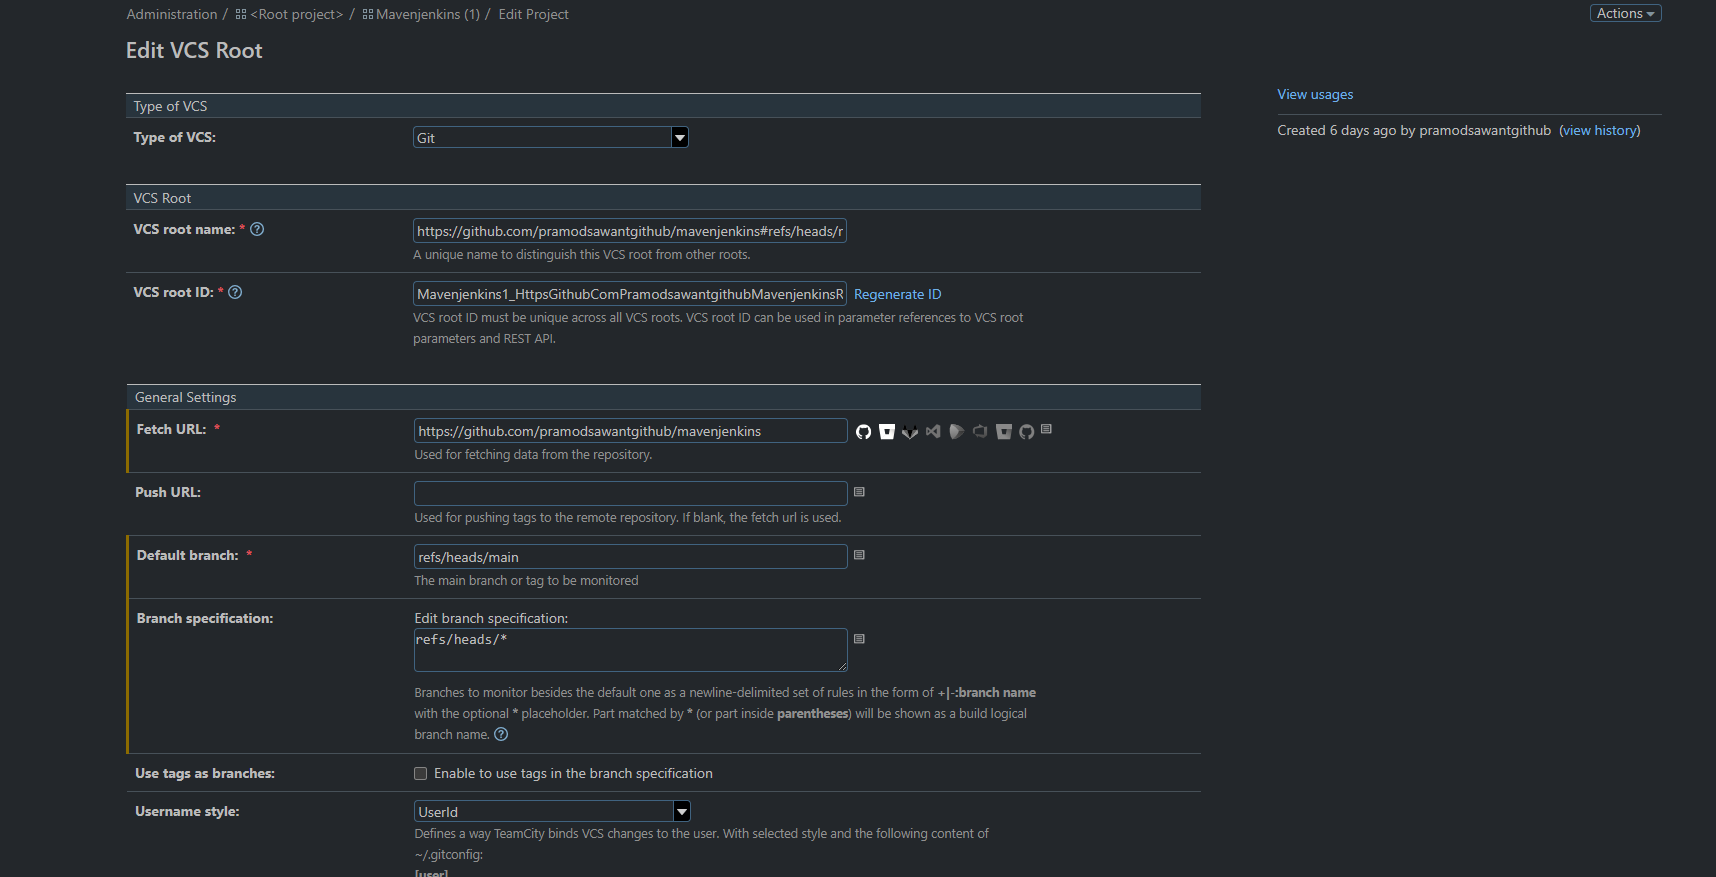 Administration / <Root project> / Mavenjenkins (1) / Edit Project
Actions
Edit VCS Root
View usages
Created 6 days ago by pramodsawantgithub (view history)
Type of VCS
Type of VCS:
Git
VCS Root
VCS root name: *
https://github.com/pramodsawantgithub/mavenjenkins#refs/heads/r
A unique name to distinguish this VCS root from other roots.
VCS root ID: *
Mavenjenkins1_HttpsGithubComPramodsawantgithubMavenjenkinsR
Regenerate ID
VCS root ID must be unique across all VCS roots. VCS root ID can be used in parameter references to VCS root
parameters and REST API.
General Settings
Fetch URL: *
https://github.com/pramodsawantgithub/mavenjenkins
Used for fetching data from the repository.
Push URL:
Used for pushing tags to the remote repository. If blank, the fetch url is used.
Default branch: *
refs/heads/main
The main branch or tag to be monitored
Branch specification:
Edit branch specification:
refs/heads/*
Branches to monitor besides the default one as a newline-delimited set of rules in the form of +|-:branch name
with the optional * placeholder. Part matched by * (or part inside parentheses) will be shown as a build logical
branch name.
Use tags as branches:
Enable to use tags in the branch specification
Username style:
UserId
Defines a way TeamCity binds VCS changes to the user. With selected style and the following content of
~/.gitconfig:
[user]